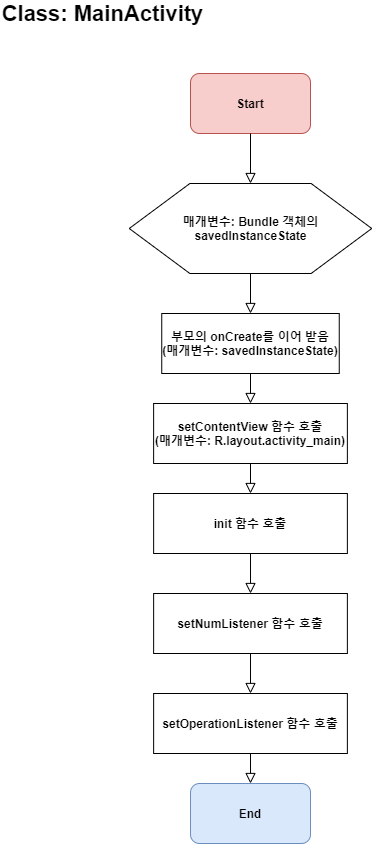 Class: MainActivity
Start
매개변수: Bundle 객체의
savedInstanceState
부모의 onCreate를 이어 받음
(매개변수: savedInstanceState)
setContentView 함수 호출
(매개변수: R.layout.activity_main)
init 함수 호출
setNumListener 함수 호출
setOperationListener 함수 호출
End